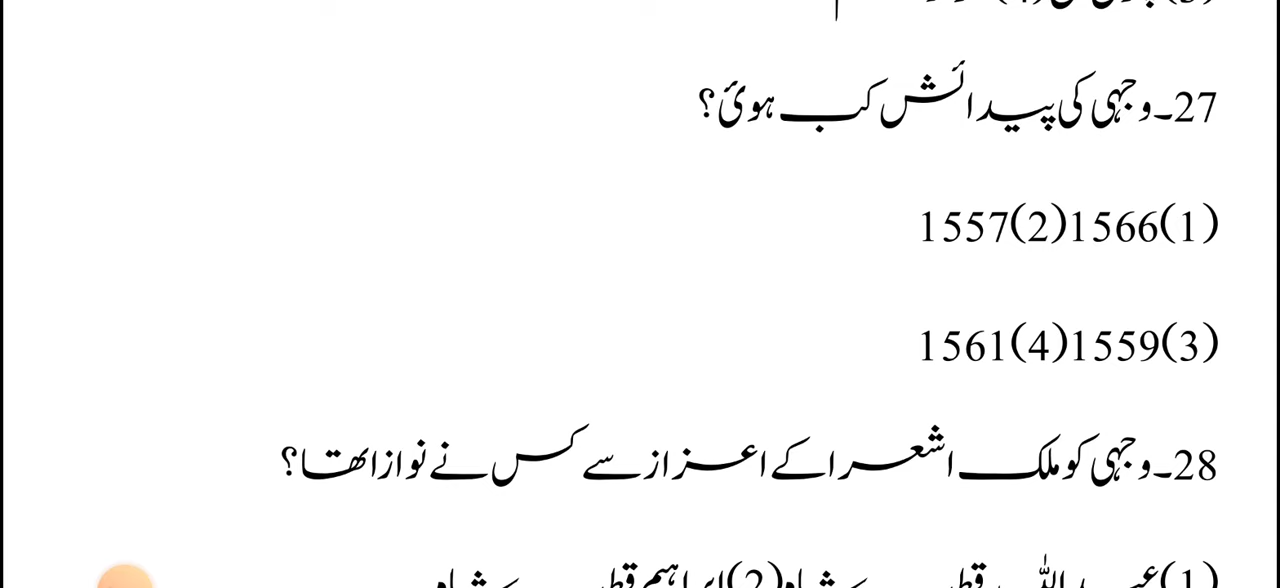 27۔وجہی کی پیدائش کب ہوئ؟
(1)1566(2)1557
(3)1559(4)1561
28۔وجہی کو ملک اشعرا کے اعزاز سے کس نے نوازا تھا؟